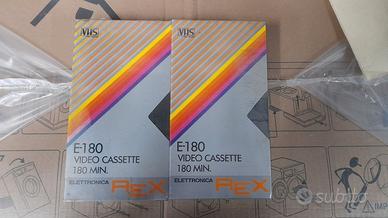 VHS
E-180
VIDEO CASSETTE
180 MIN.
ELETTRONICA REX
VHS
E-180
VIDEO CASSETTE
180 MIN.
ELETTRONICA REX
subito